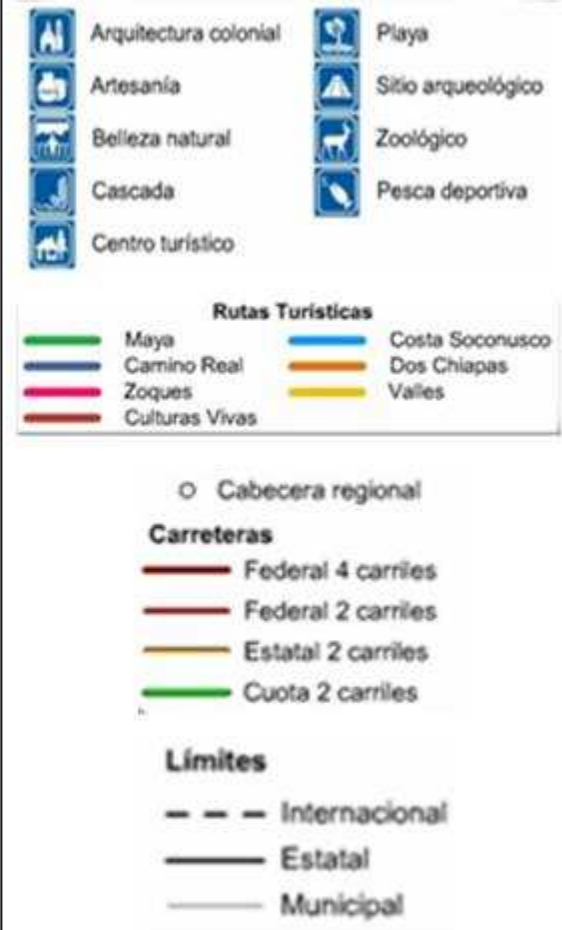 Arquitectura colonial
Artesanía
Belleza natural
Cascada
Centro turístico
Playa
Sitio arqueológico
Zoológico
Pesca deportiva
Rutas Turísticas
Maya
Camino Real
Zoques
Culturas Vivas
Costa Soconusco
Dos Chiapas
Valles
Cabecera regional
Carreteras
Federal 4 carriles
Federal 2 carriles
Estatal 2 carriles
Cuota 2 carriles
Límites
Internacional
Estatal
Municipal